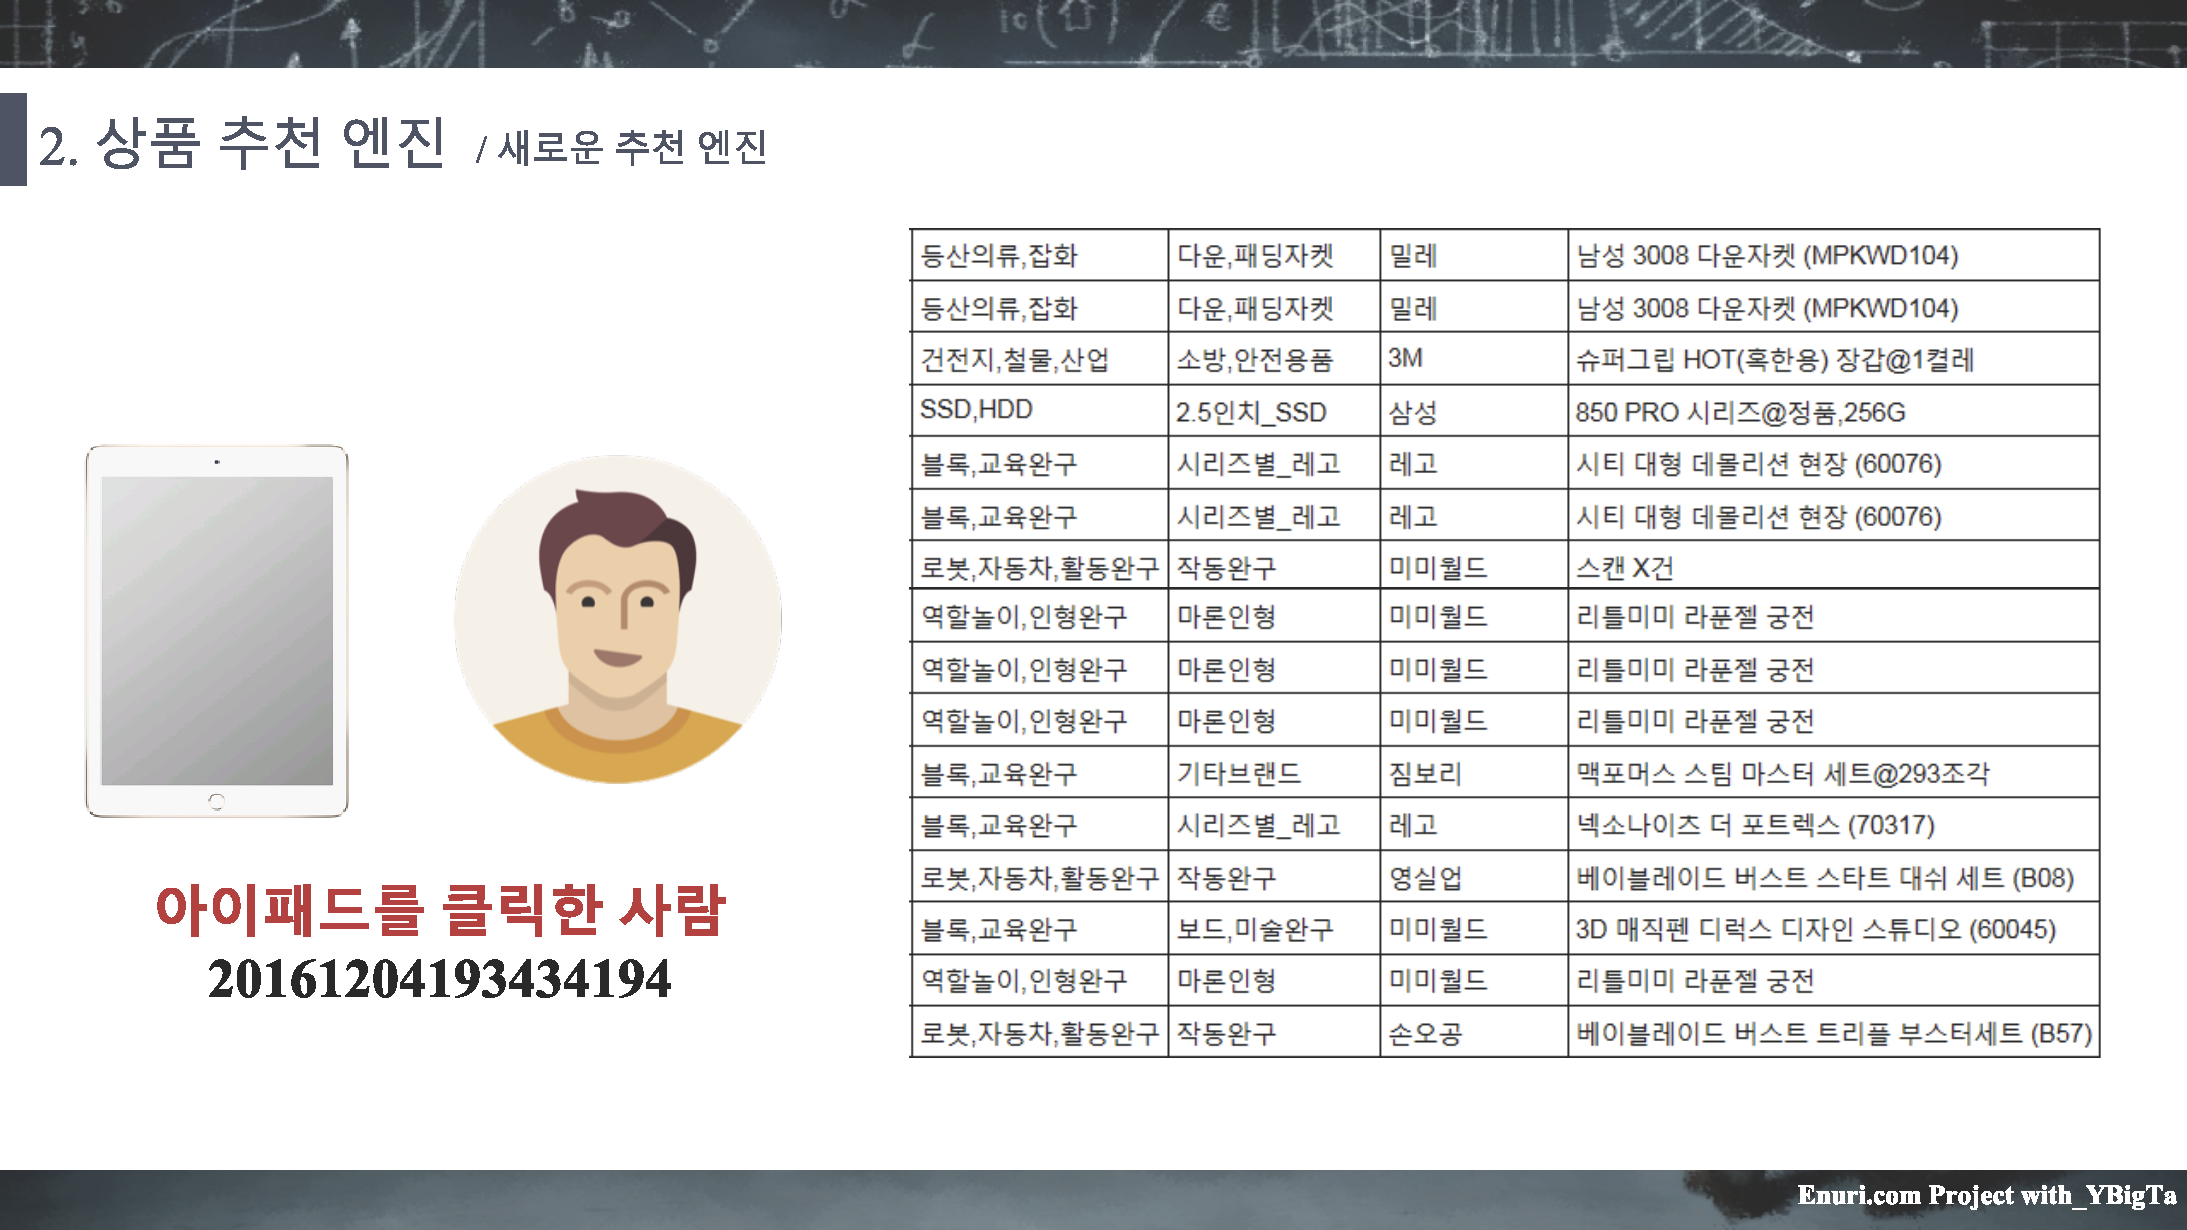 2. 상품 추천 엔진 / 새로운 추천 엔진
등산의류,잡화 다운,패딩자켓 밀레 남성 3008 다운자켓 (MPKWD104)
등산의류,잡화 다운,패딩자켓 밀레 남성 3008 다운자켓 (MPKWD104)
건전지,철물,산업 소방,안전용품 3M 슈퍼그립 HOT(혹한용) 장갑@1켤레
SSD,HDD 2.5인치_SSD 삼성 850 PRO 시리즈@정품,256G
블록,교육완구 시리즈별_레고 레고 시티 대형 데몰리션 현장 (60076)
블록,교육완구 시리즈별_레고 레고 시티 대형 데몰리션 현장 (60076)
로봇,자동차,활동완구 작동완구 미미월드 스캔 X건
역할놀이,인형완구 마론인형 미미월드 리틀미미 라푼젤 궁전
역할놀이,인형완구 마론인형 미미월드 리틀미미 라푼젤 궁전
역할놀이,인형완구 마론인형 미미월드 리틀미미 라푼젤 궁전
블록,교육완구 기타브랜드 짐보리 맥포머스 스팀 마스터 세트@293조각
블록,교육완구 시리즈별_레고 레고 넥소나이츠 더 포트렉스 (70317)
로봇,자동차,활동완구 작동완구 영실업 베이블레이드 버스트 스타트 대쉬 세트 (B08)
블록,교육완구 보드,미술완구 미미월드 3D 매직펜 디럭스 디자인 스튜디오 (60045)
역할놀이,인형완구 마론인형 미미월드 리틀미미 라푼젤 궁전
로봇,자동차,활동완구 작동완구 손오공 베이블레이드 버스트 트리플 부스터세트 (B57)
아이패드를 클릭한 사람
20161204193434194
Enuri.com Project with_YBigTa